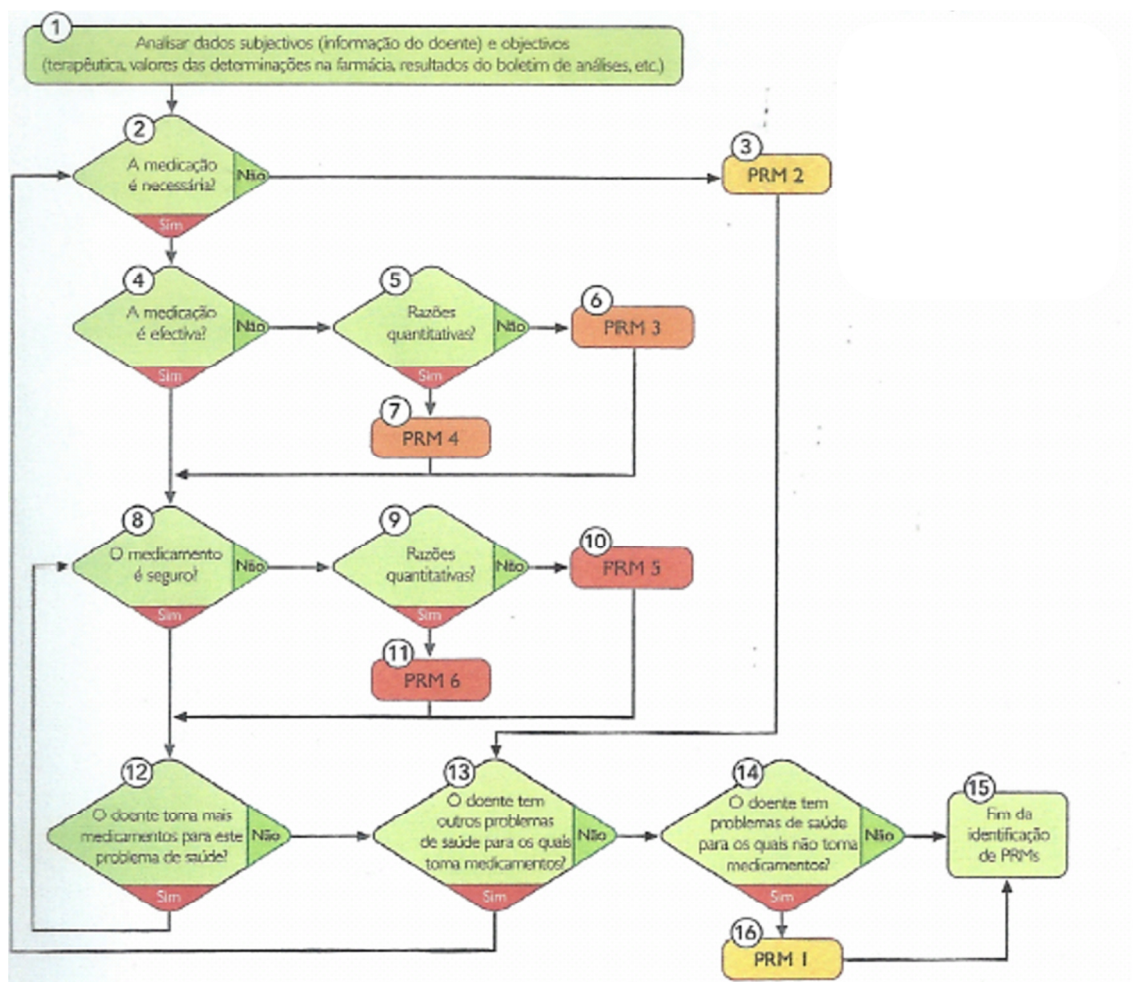 1
Analisar dados subjectivos (informação do doente) e objectivos
(terapêutica, valores das determinações na farmácia, resultados do boletim de análises, etc.)
2
A medicação
é necessária?
Não
Sim
3
PRM 2
4
A medicação
é efectiva?
Não
Sim
5
Razões
quantitativas?
Não
Sim
6
PRM 3
7
PRM 4
8
O medicamento
é seguro?
Não
Sim
9
Razões
quantitativas?
Não
Sim
10
PRM 5
11
PRM 6
12
O doente toma mais
medicamentos para este
problema de saúde?
Não
Sim
13
O doente tem
outros problemas
de saúde para os quais
toma medicamentos?
Não
Sim
14
O doente tem
problemas de saúde
para os quais não toma
medicamentos?
Não
Sim
15
Fim da
identificação
de PRMs
16
PRM 1